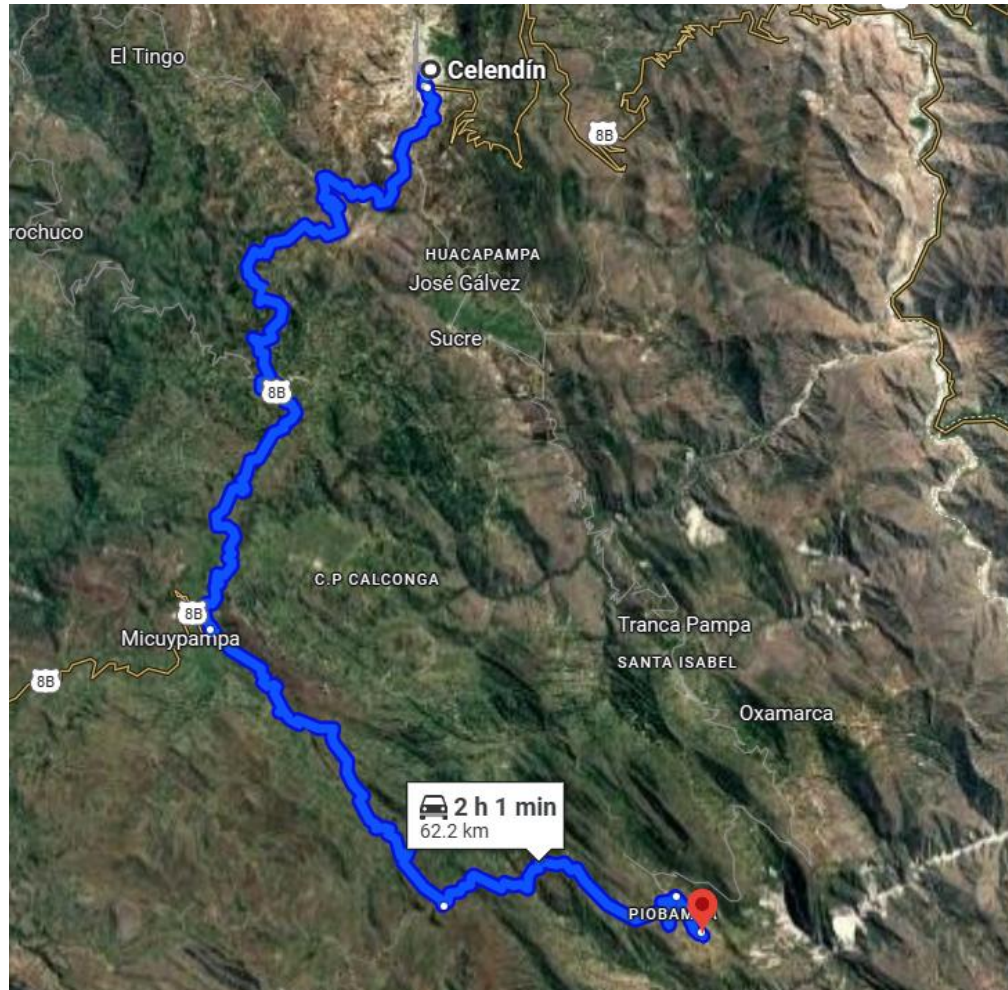 El Tingo
Celendín
8B
rochuco
HUACAPAMPA
José Gálvez
Sucre
8B
C.P CALCONGA
8B
Micuypampa
Tranca Pampa
SANTA ISABEL
8B
Oxamarca
2 h 1 min
62.2 km